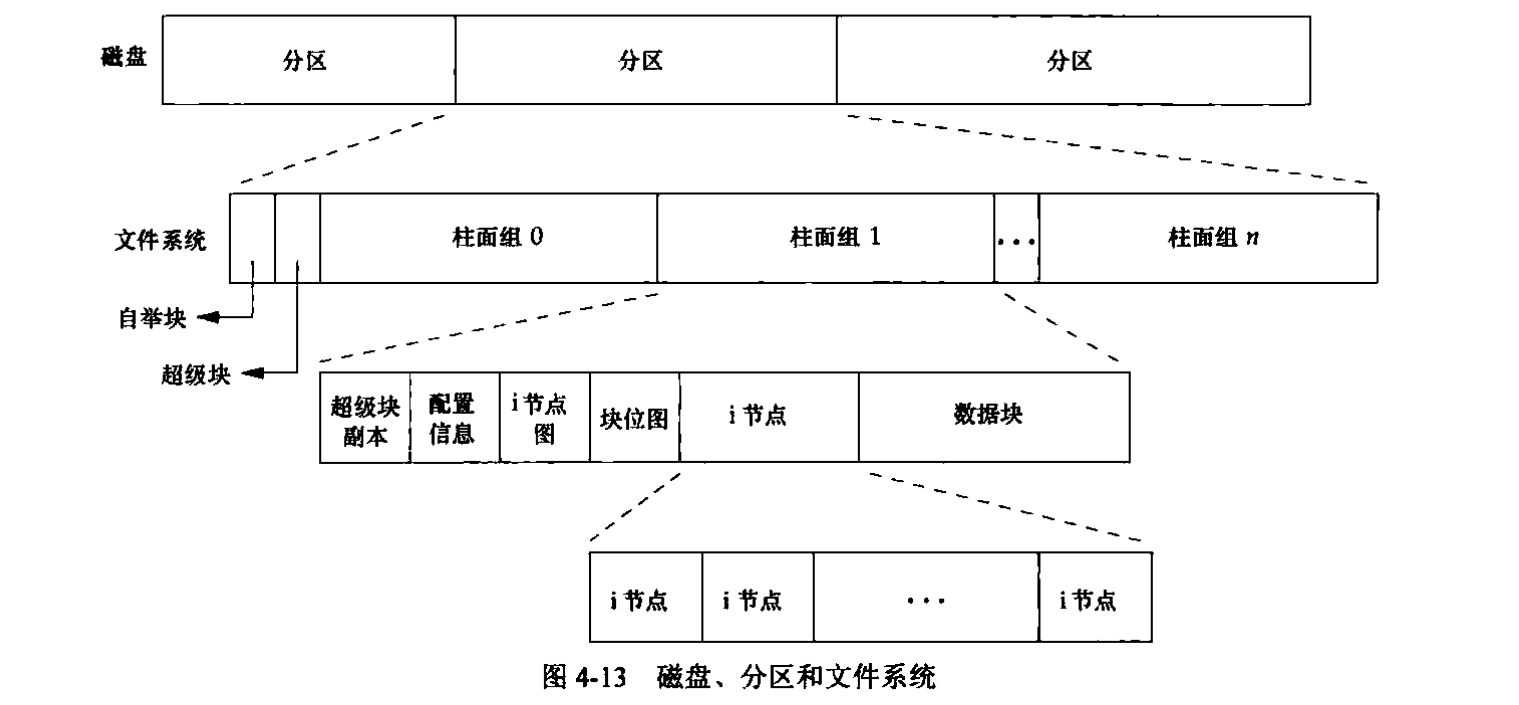 磁盘
分区
分区
分区
文件系统
柱面组 0
柱面组 1
...
柱面组 n
自举块
超级块
超级块
副本
配置
信息
i 节点
图
块位图
i 节点
数据块
i 节点
i 节点
...
i 节点
图 4-13 磁盘、分区和文件系统